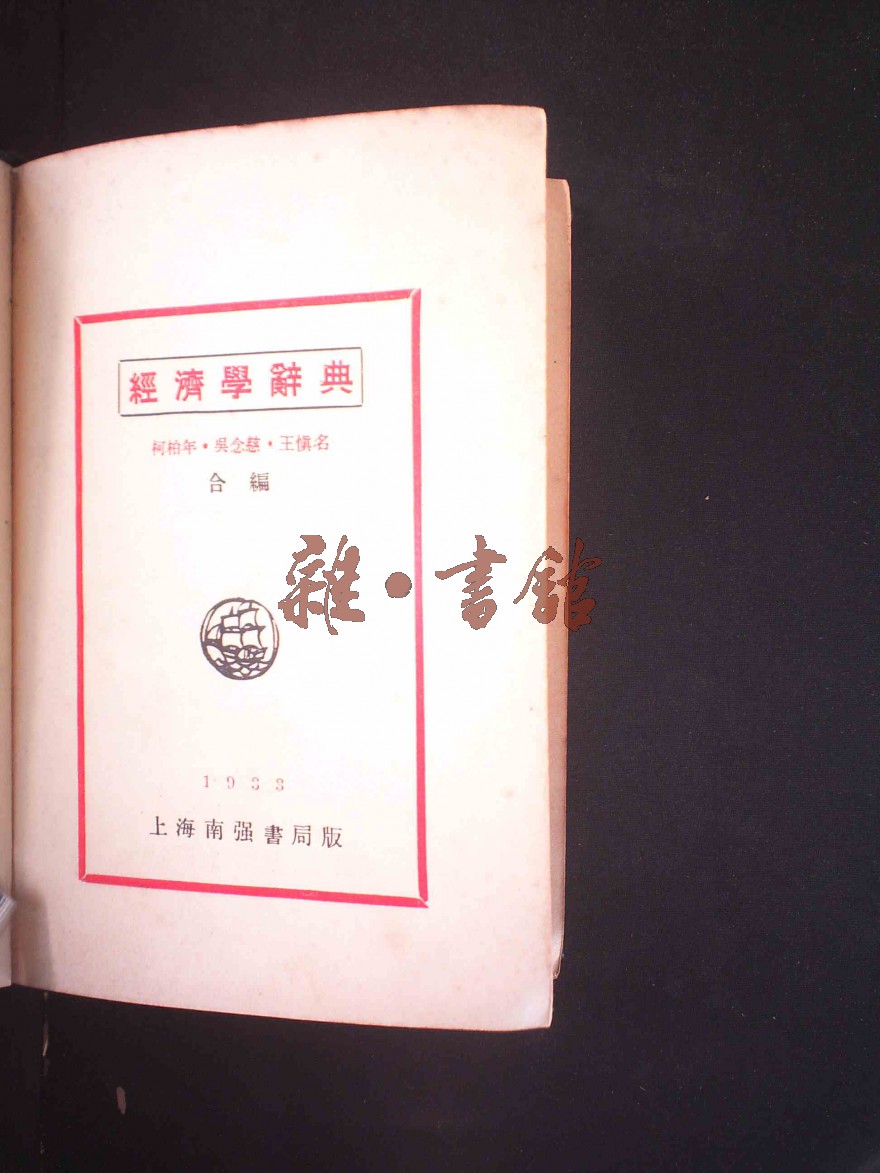 經濟學辭典
柯柏年·吳念慈·王愼名
合編
雜·書館
1933
上海南强書局版